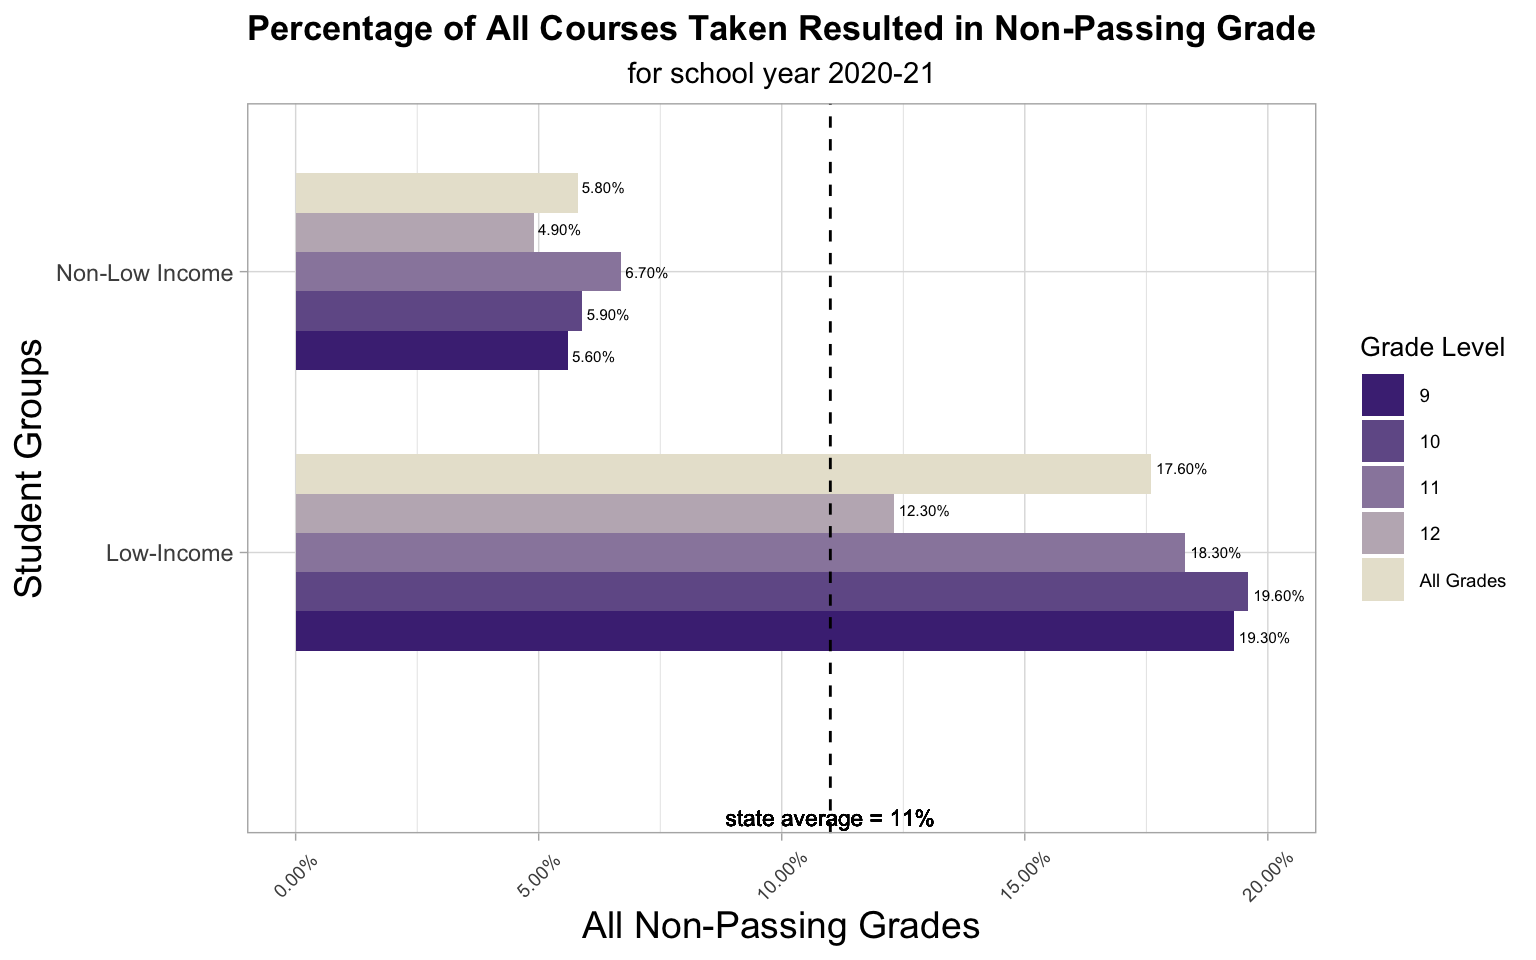 Percentage of All Courses Taken Resulted in Non-Passing Grade
for school year 2020-21
Student Groups
Non-Low Income
5.80%
4.90%
6.70%
5.90%
5.60%
Low-Income
17.60%
12.30%
18.30%
19.60%
19.30%
state average = 11%
0.00%
5.00%
10.00%
15.00%
20.00%
All Non-Passing Grades
Grade Level
9
10
11
12
All Grades